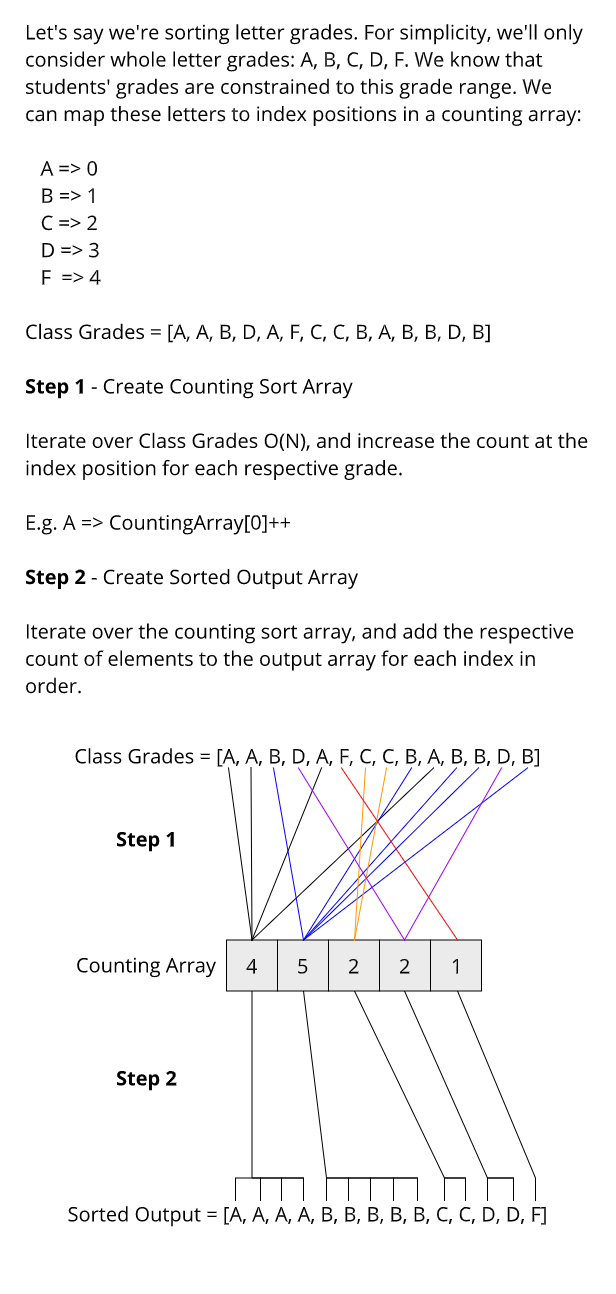 Let's say we're sorting letter grades. For simplicity, we'll only
consider whole letter grades: A, B, C, D, F. We know that
students' grades are constrained to this grade range. We
can map these letters to index positions in a counting array:
A => 0
B => 1
C => 2
D => 3
F => 4
Class Grades = [A, A, B, D, A, F, C, C, B, A, B, B, D, B]
Step 1 - Create Counting Sort Array
Iterate over Class Grades O(N), and increase the count at the
index position for each respective grade.
E.g. A => CountingArray[0]++
Step 2 - Create Sorted Output Array
Iterate over the counting sort array, and add the respective
count of elements to the output array for each index in
order.
Class Grades = [A, A, B, D, A, F, C, C, B, A, B, B, D, B]
Step 1
Counting Array 4 5 2 2 1
Step 2
Sorted Output = [A, A, A, A, B, B, B, B, B, C, C, D, D, F]